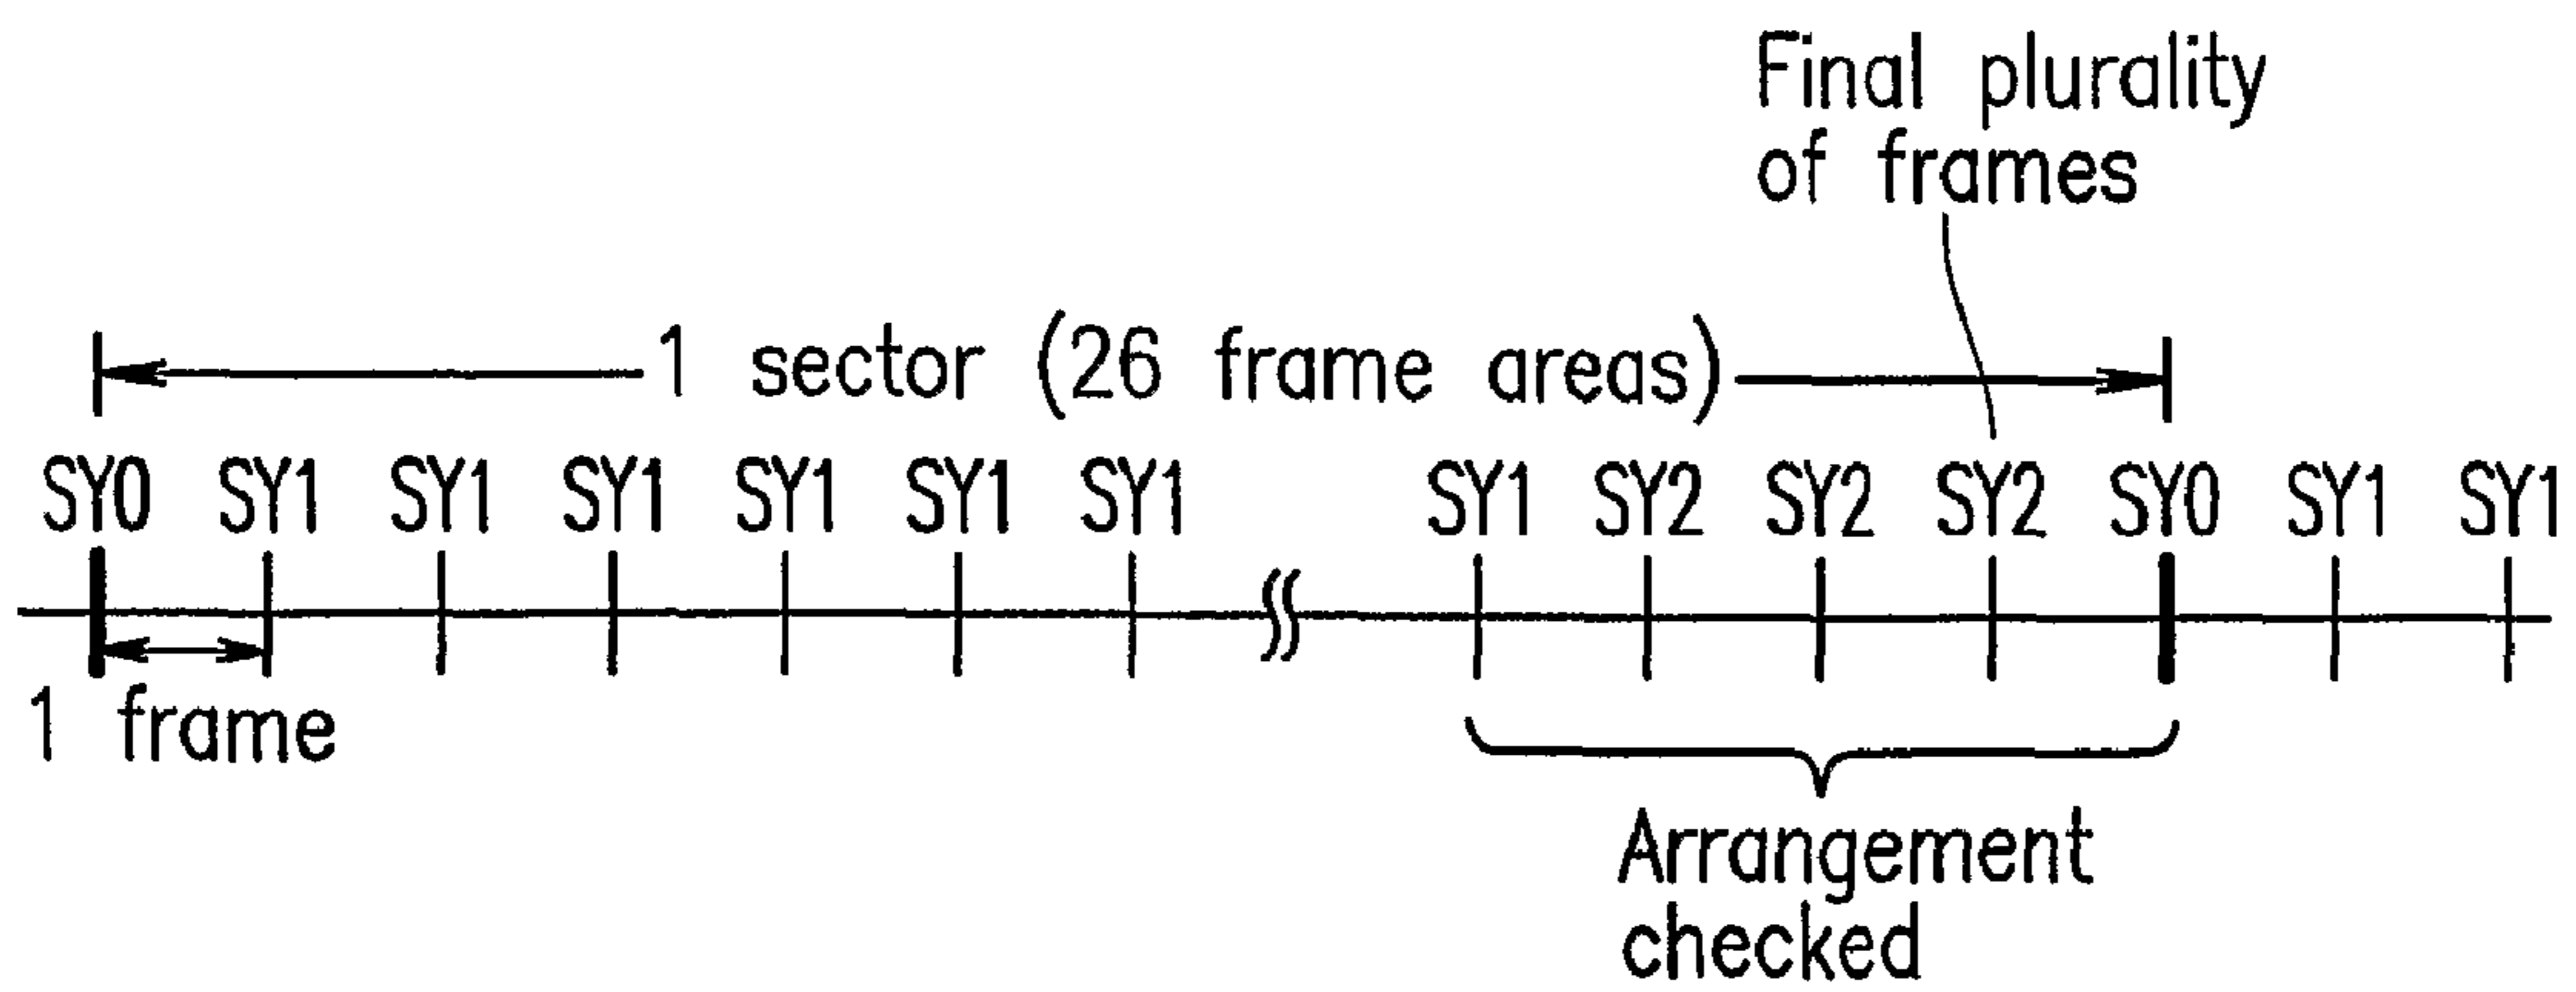 Final plurality
of frames
1 sector (26 frame areas)
SY0 SY1 SY1 SY1 SY1 SY1 SY1 SY1 SY2 SY2 SY2 SY0 SY1 SY1
1 frame
Arrangement
checked